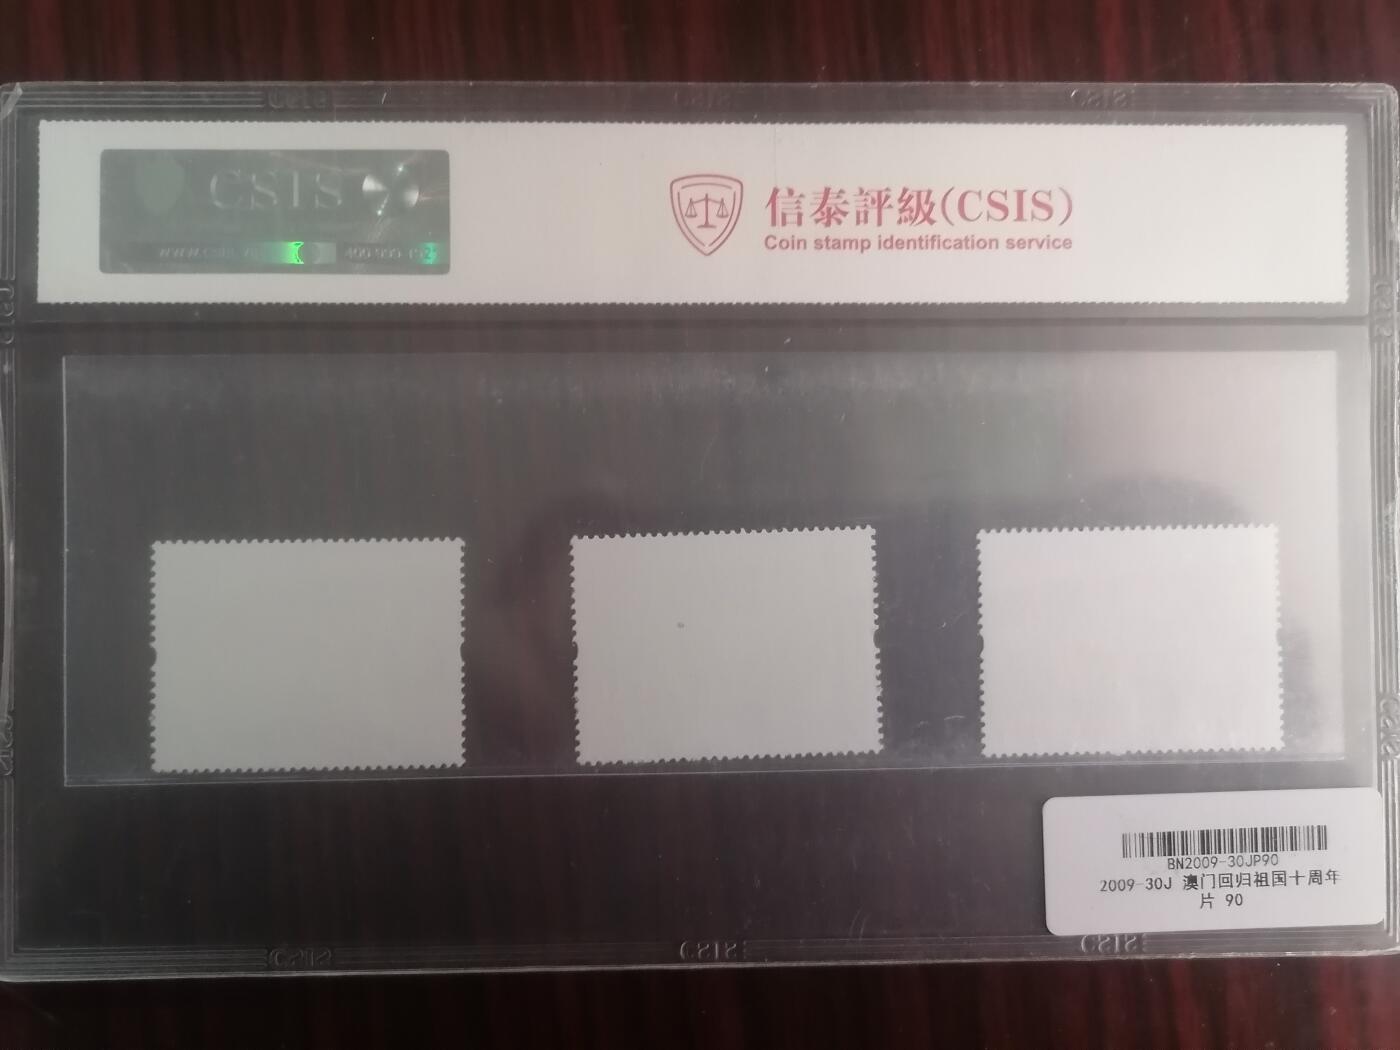 CSIS
信泰評級(CSIS)
Coin stamp identification service
BN2009-30JP90
2009-30J 澳门回归祖国十周年
片 90